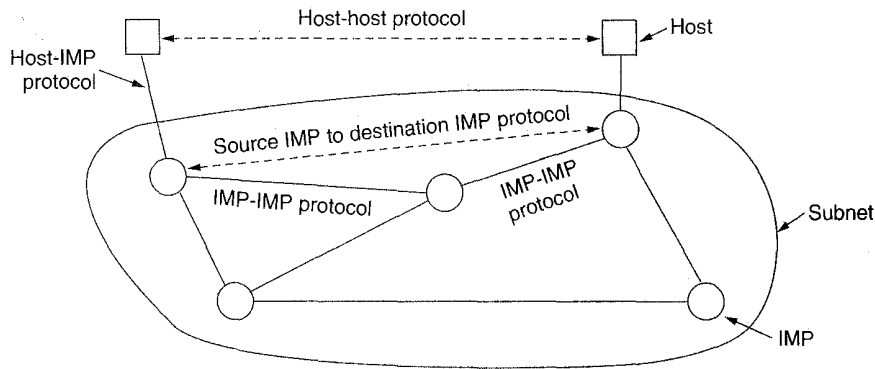 Host-host protocol
Host
Host-IMP
protocol
Source IMP to destination IMP protocol
IMP-IMP protocol
IMP-IMP
protocol
Subnet
IMP